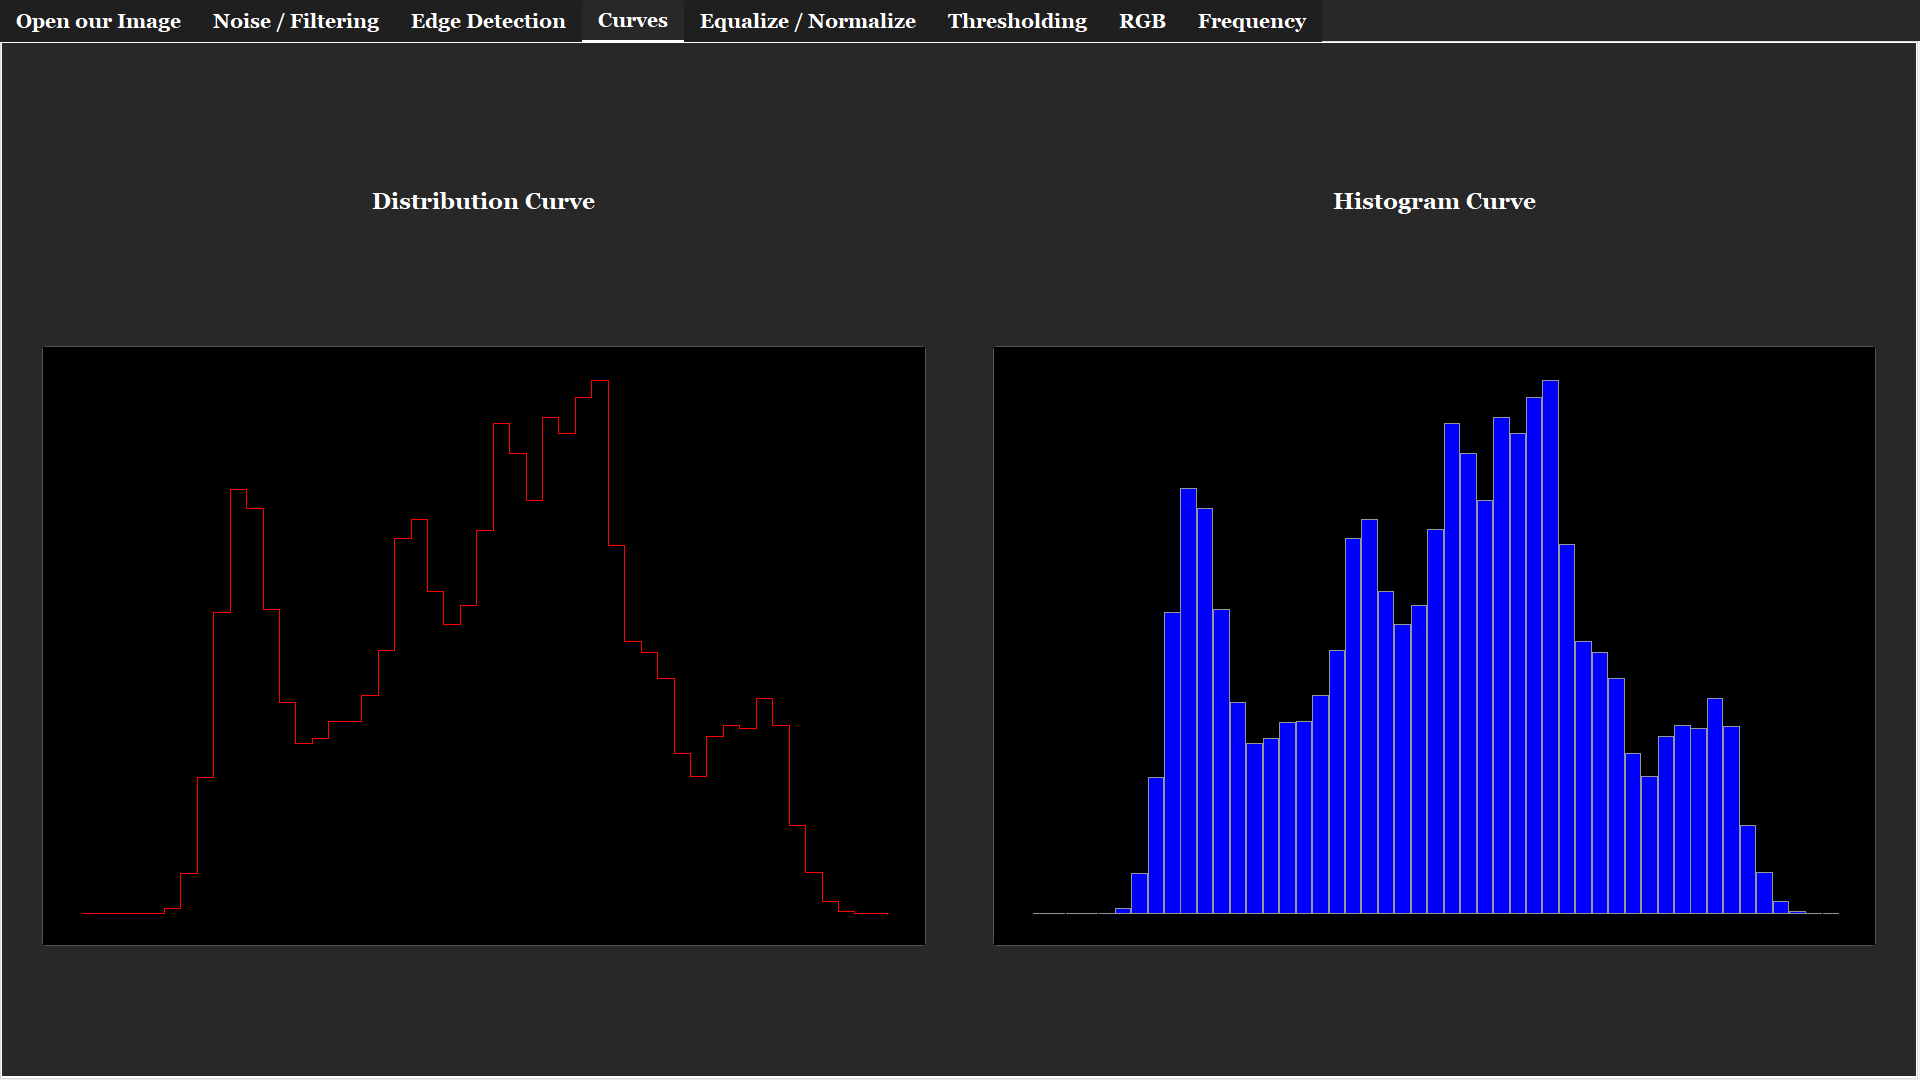 Open our Image Noise / Filtering Edge Detection Curves Equalize / Normalize Thresholding RGB Frequency
Distribution Curve
Histogram Curve